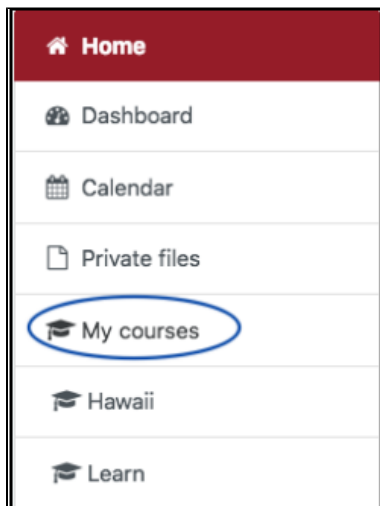 Home
Dashboard
Calendar
Private files
My courses
Hawaii
Learn